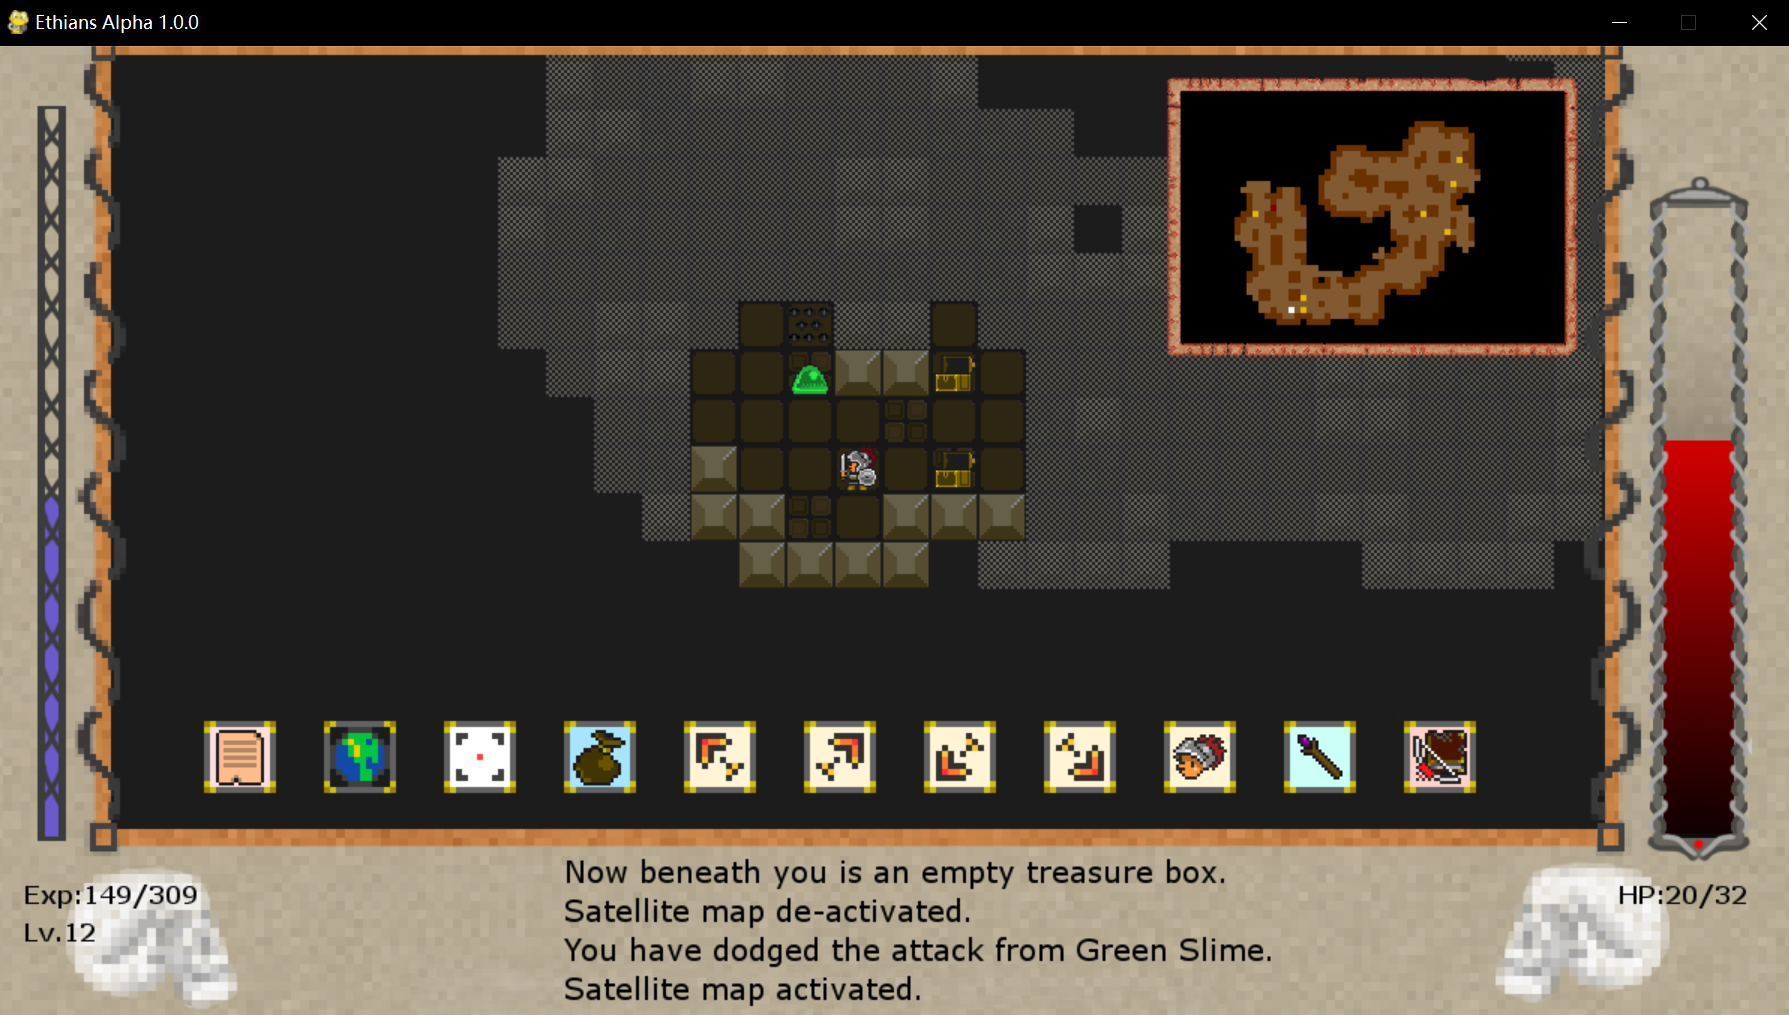 Ethians Alpha 1.0.0
Exp:149/309
Lv.12
Now beneath you is an empty treasure box.
Satellite map de-activated.
You have dodged the attack from Green Slime.
Satellite map activated.
HP:20/32